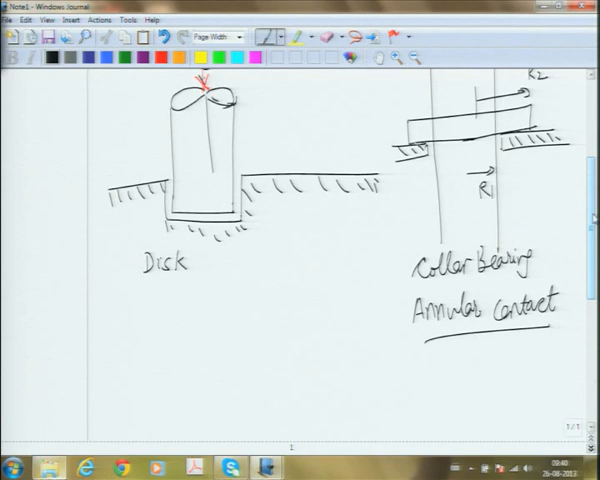 Note1 - Windows Journal
File Edit View Insert Actions Tools Help
Page Width
B I
R2
R1
Disk
Collar Bearing
Annular Contact
1 / 1
1
09:40
26-08-2013